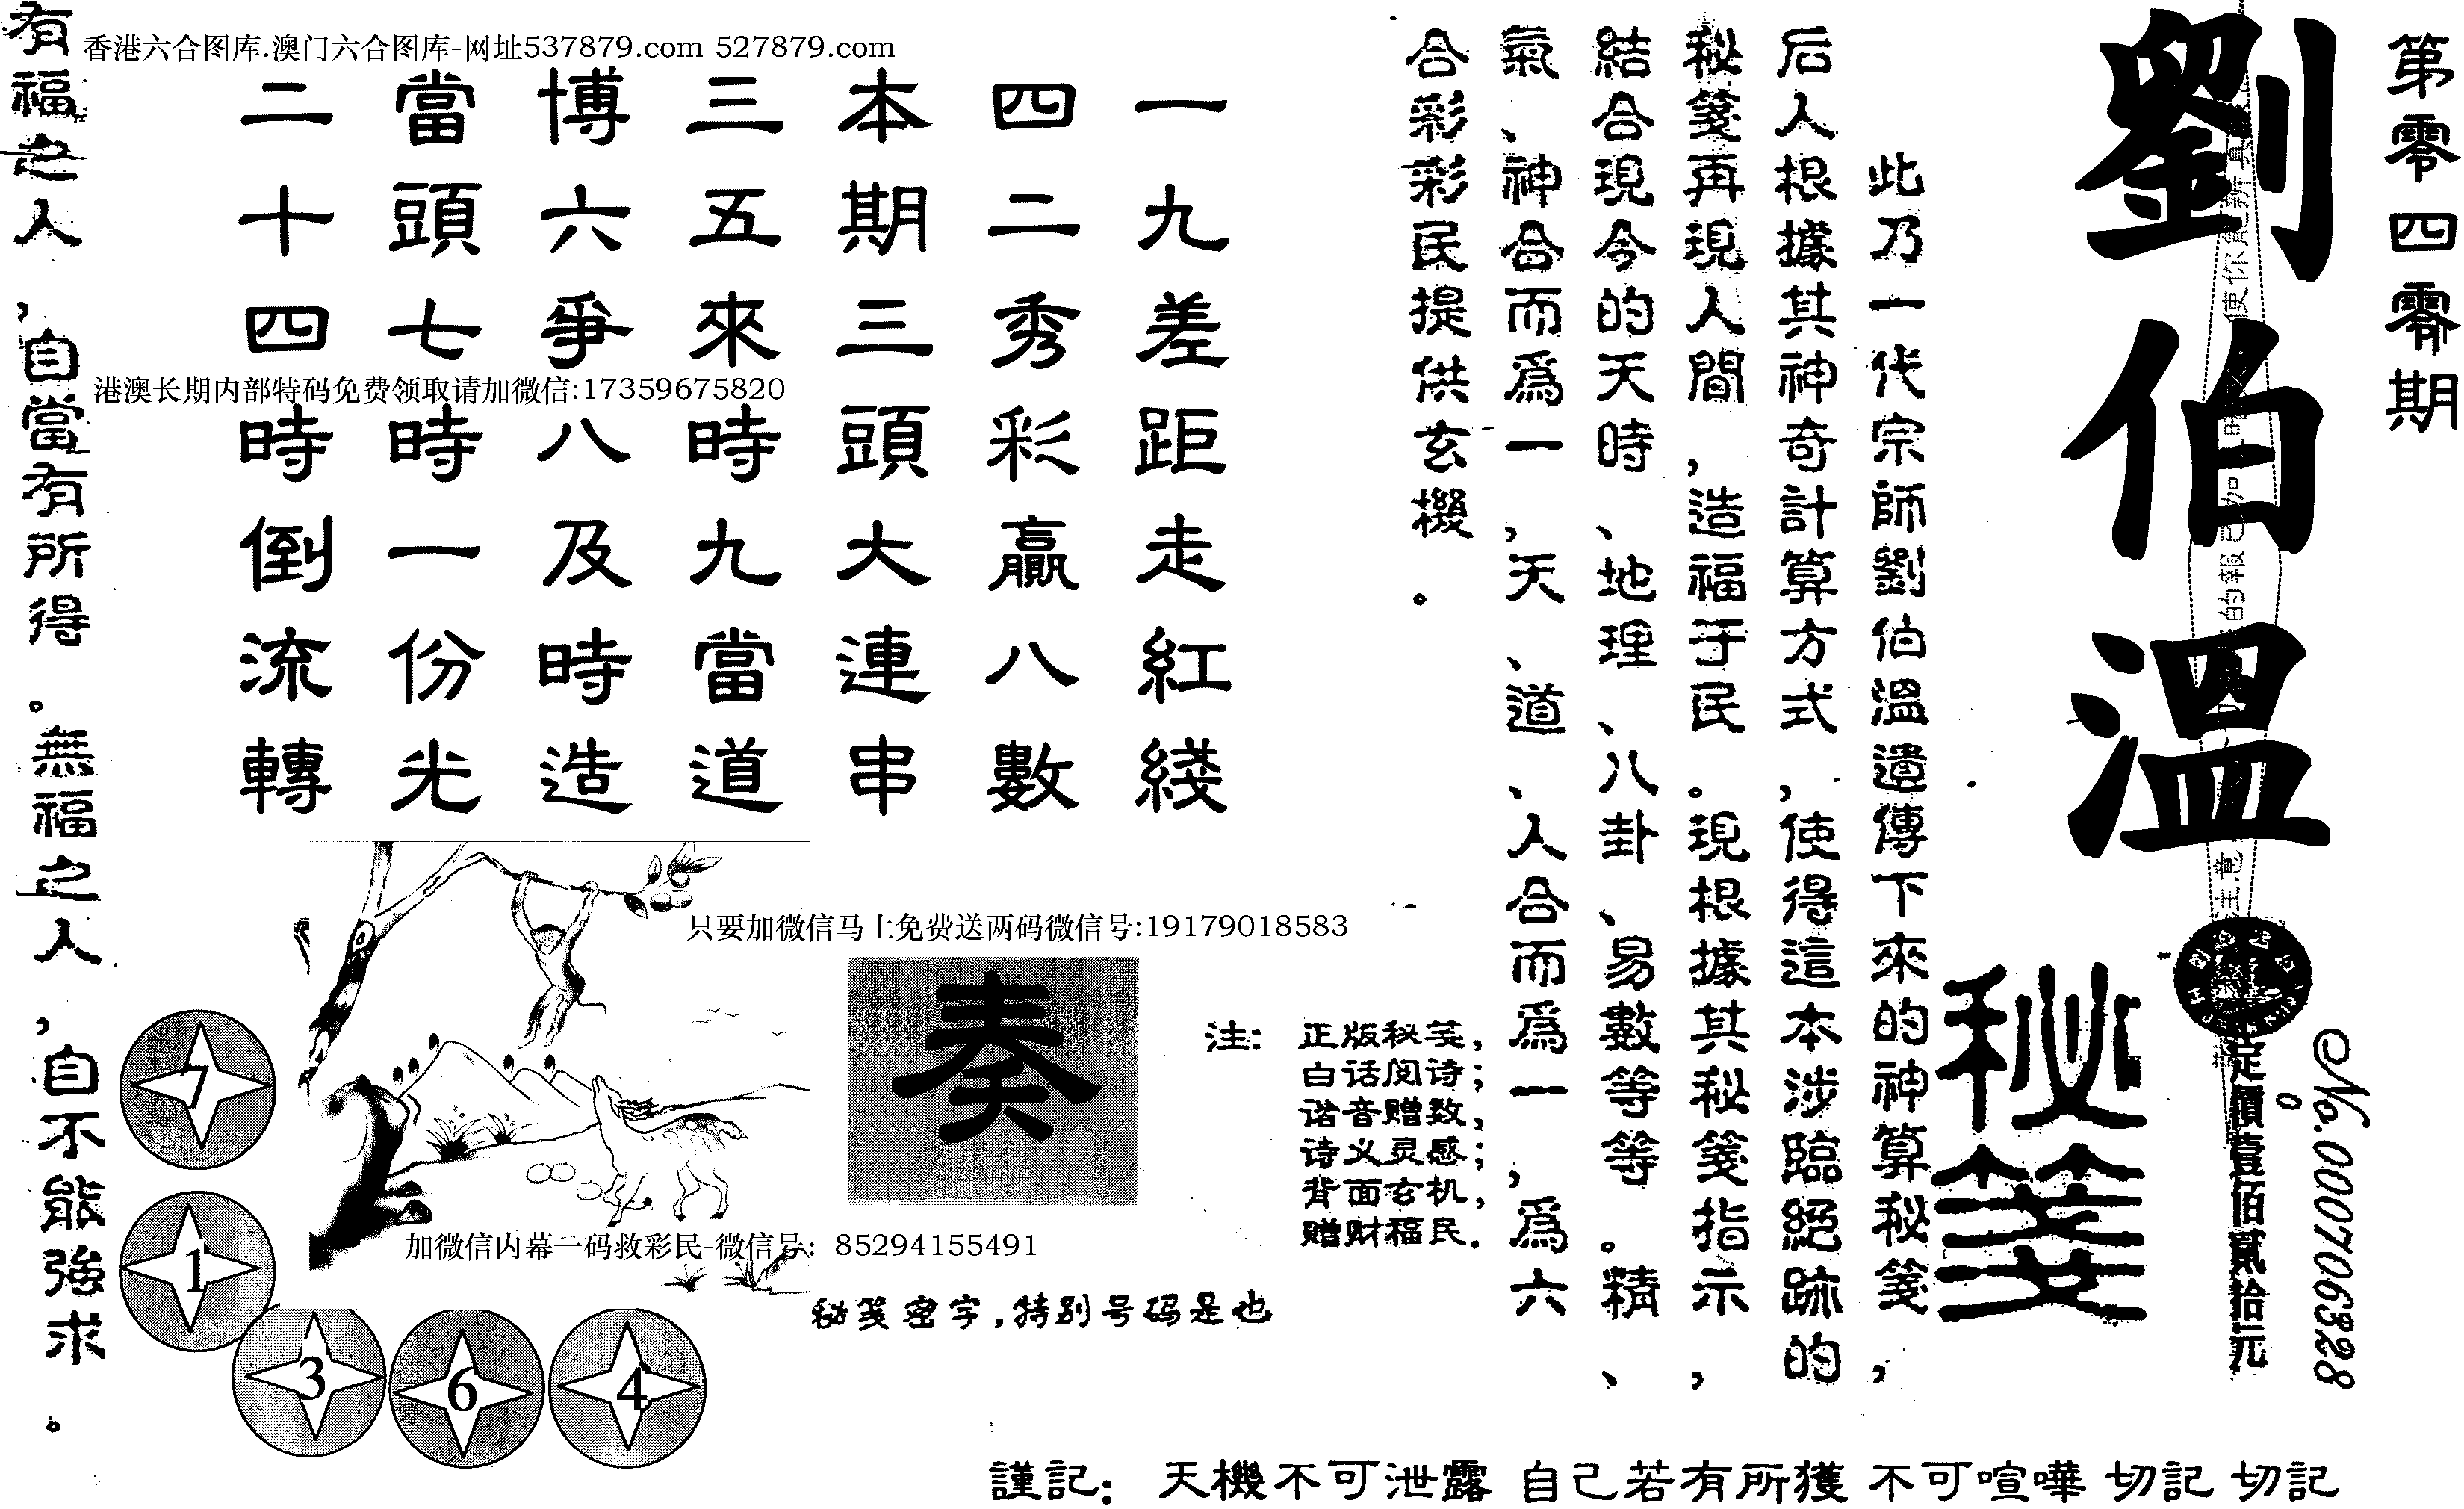 第零四零期
劉伯溫
秘箋
No.000706328
定價壹佰貳拾元
此乃一代宗師劉伯溫遺傳下來的神算秘箋，
后人根據其神奇計算方式，使得這本涉臨絕跡的
秘箋再現人間，造福于民。現根據其秘箋指示，
結合現今的天時、地理、八卦、易數等等。精、
氣、神合而為一，天、道、人合而為一，為六
合彩彩民提供玄機。
一九差距走紅綫
四二秀彩贏八數
本期三頭大連串
三五來時九當道
博六爭八及時造
當頭七時一份光
二十四時倒流轉
有福之人，自當有所得。無福之人，自不能強求。
香港六合图库.澳门六合图库-网址537879.com 527879.com
港澳长期内部特码免费领取请加微信:17359675820
只要加微信马上免费送两码微信号:19179018583
奏
注：正版秘笺，
白话阅诗；
谐音赠数，
诗义灵感；
背面玄机，
赠财福民.
加微信内幕一码救彩民-微信号：85294155491
秘笺密字，特别号码是也
7
1
3
6
4
謹記：天機不可泄露 自己若有所獲 不可喧嘩 切記 切記